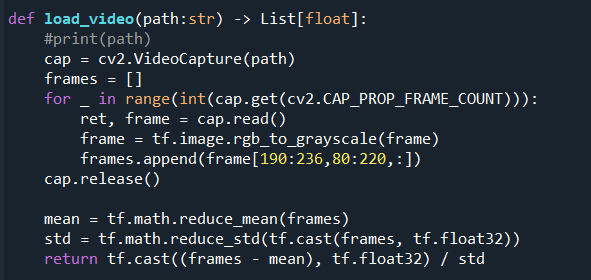 def load_video(path:str) -> List[float]:
    #print(path)
    cap = cv2.VideoCapture(path)
    frames = []
    for _ in range(int(cap.get(cv2.CAP_PROP_FRAME_COUNT))):
        ret, frame = cap.read()
        frame = tf.image.rgb_to_grayscale(frame)
        frames.append(frame[190:236,80:220,:])
    cap.release()

    mean = tf.math.reduce_mean(frames)
    std = tf.math.reduce_std(tf.cast(frames, tf.float32))
    return tf.cast((frames - mean), tf.float32) / std